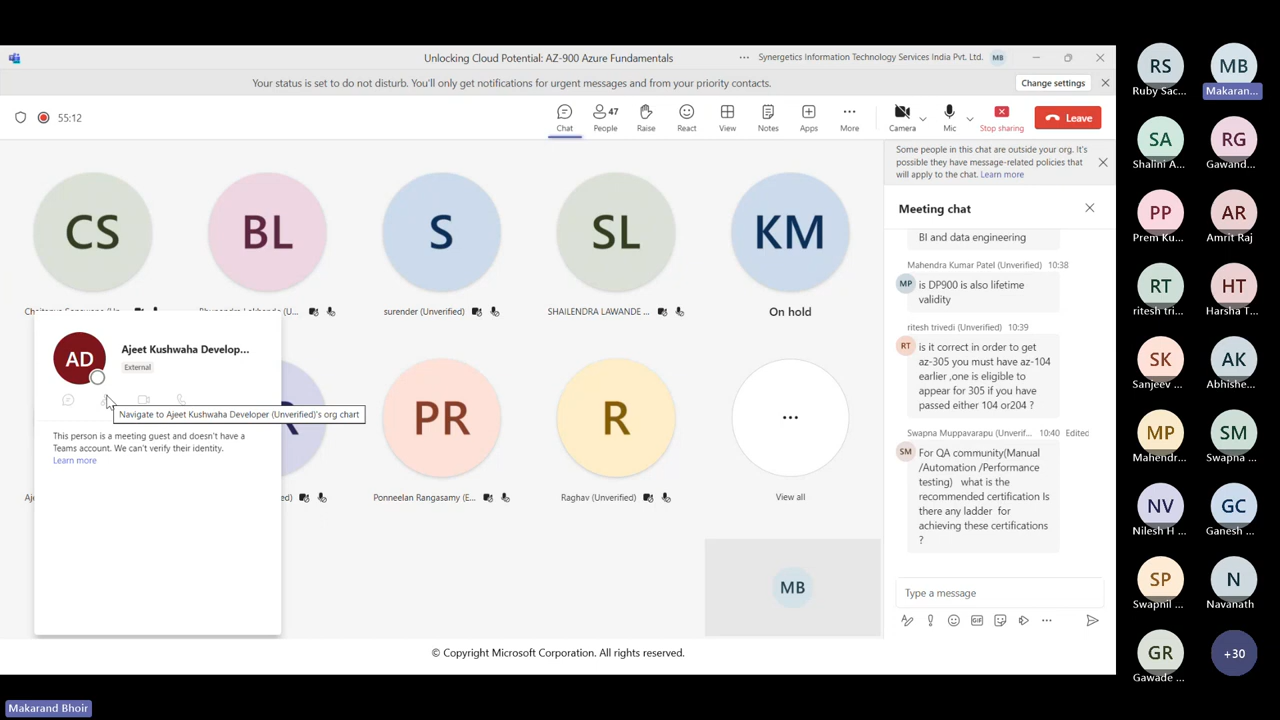 Unlocking Cloud Potential: AZ-900 Azure Fundamentals
Synergetics Information Technology Services India Pvt. Ltd.
MB
Your status is set to do not disturb. You'll only get notifications for urgent messages and from your priority contacts.
Change settings
55:12
Chat
47
People
Raise
React
View
Notes
Apps
More
Camera
Mic
Stop sharing
Leave
CS
BL
S
SL
KM
surender (Unverified)
SHAILENDRA LAWANDE ...
On hold
AD
Ajeet Kushwaha Develop...
External
Navigate to Ajeet Kushwaha Developer (Unverified)'s org chart
This person is a meeting guest and doesn't have a
Teams account. We can't verify their identity.
Learn more
PR
R
...
Ponneelan Rangasamy (E...
Raghav (Unverified)
View all
MB
Some people in this chat are outside your org. It's
possible they have message-related policies that
will apply to the chat. Learn more
Meeting chat
BI and data engineering
Mahendra Kumar Patel (Unverified) 10:38
MP
is DP900 is also lifetime
validity
ritesh trivedi (Unverified) 10:39
RT
is it correct in order to get
az-305 you must have az-104
earlier ,one is eligible to
appear for 305 if you have
passed either 104 or204 ?
Swapna Muppavarapu (Unverif... 10:40 Edited
SM
For QA community(Manual
/Automation /Performance
testing) what is the
recommended certification Is
there any ladder for
achieving these certifications
?
Type a message
© Copyright Microsoft Corporation. All rights reserved.
RS
MB
Ruby Sac...
Makaran...
SA
RG
Shalini A...
Gawand...
PP
AR
Prem Ku...
Amrit Raj
RT
HT
ritesh tri...
Harsha T...
SK
AK
Sanjeev ...
Abhishe...
MP
SM
Mahendr...
Swapna ...
NV
GC
Nilesh H ...
Ganesh ...
SP
N
Swapnil ...
Navanath
GR
+30
Gawade ...
Makarand Bhoir